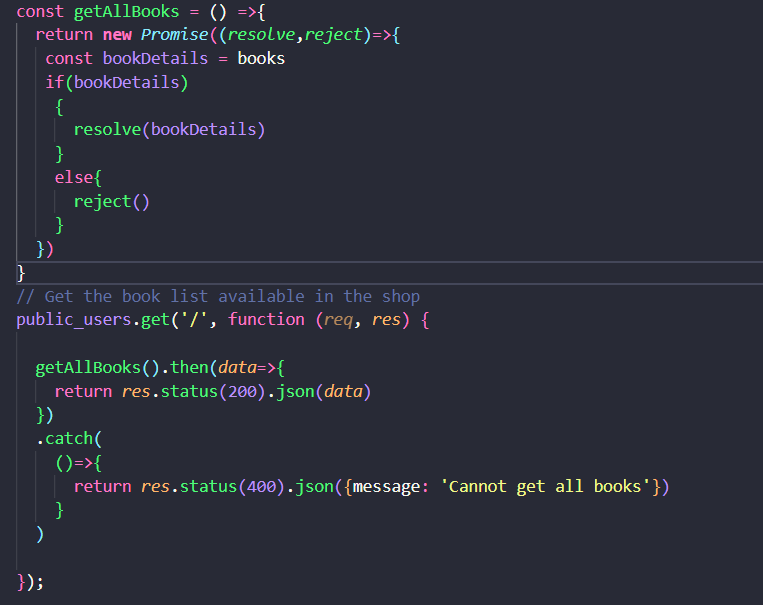 const getAllBooks = () =>{
return new Promise((resolve,reject)=>{
const bookDetails = books
if(bookDetails)
{
resolve(bookDetails)
}
else{
reject()
}
})
}
// Get the book list available in the shop
public_users.get('/', function (req, res) {
getAllBooks().then(data=>{
return res.status(200).json(data)
})
.catch(
()=>{
return res.status(400).json({message: 'Cannot get all books'})
}
)
});